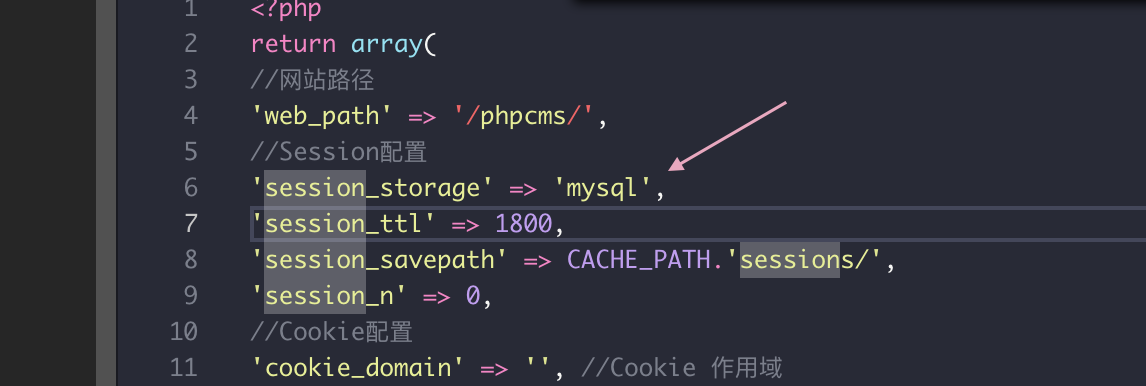 1 <?php
2 return array(
3 //网站路径
4 'web_path' => '/phpcms/',
5 //Session配置
6 'session_storage' => 'mysql',
7 'session_ttl' => 1800,
8 'session_savepath' => CACHE_PATH.'sessions/',
9 'session_n' => 0,
10 //Cookie配置
11 'cookie_domain' => '', //Cookie 作用域